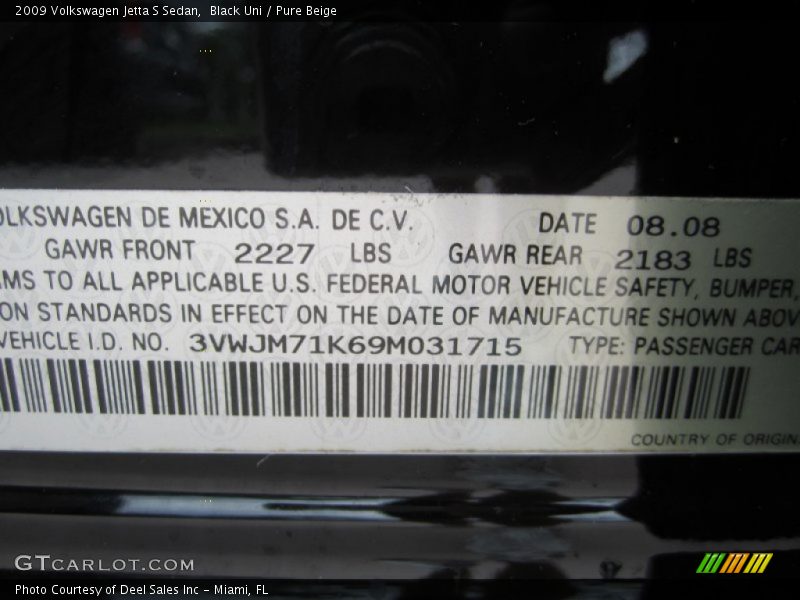 2009 Volkswagen Jetta S Sedan,  Black Uni / Pure Beige
OLKSWAGEN DE MEXICO S.A. DE C.V. DATE 08.08
GAWR FRONT 2227 LBS GAWR REAR 2183 LBS
AMS TO ALL APPLICABLE U.S. FEDERAL MOTOR VEHICLE SAFETY, BUMPER,
ON STANDARDS IN EFFECT ON THE DATE OF MANUFACTURE SHOWN ABOV
VEHICLE I.D. NO. 3VWJM71K69M031715 TYPE: PASSENGER CAR
COUNTRY OF ORIGIN
GTCARLOT.COM
Photo Courtesy of Deel Sales Inc - Miami, FL